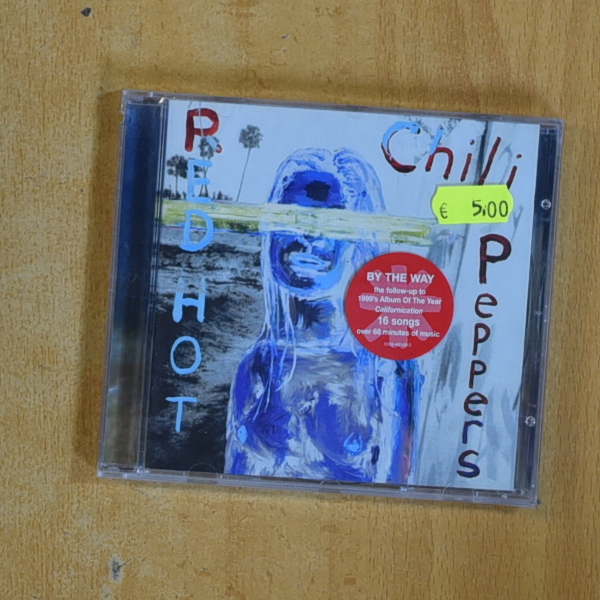 RED HOT
Chili
Peppers
€ 5,00
BY THE WAY
the follow-up to
1999's Album Of The Year
Californication
16 songs
over 68 minutes of music